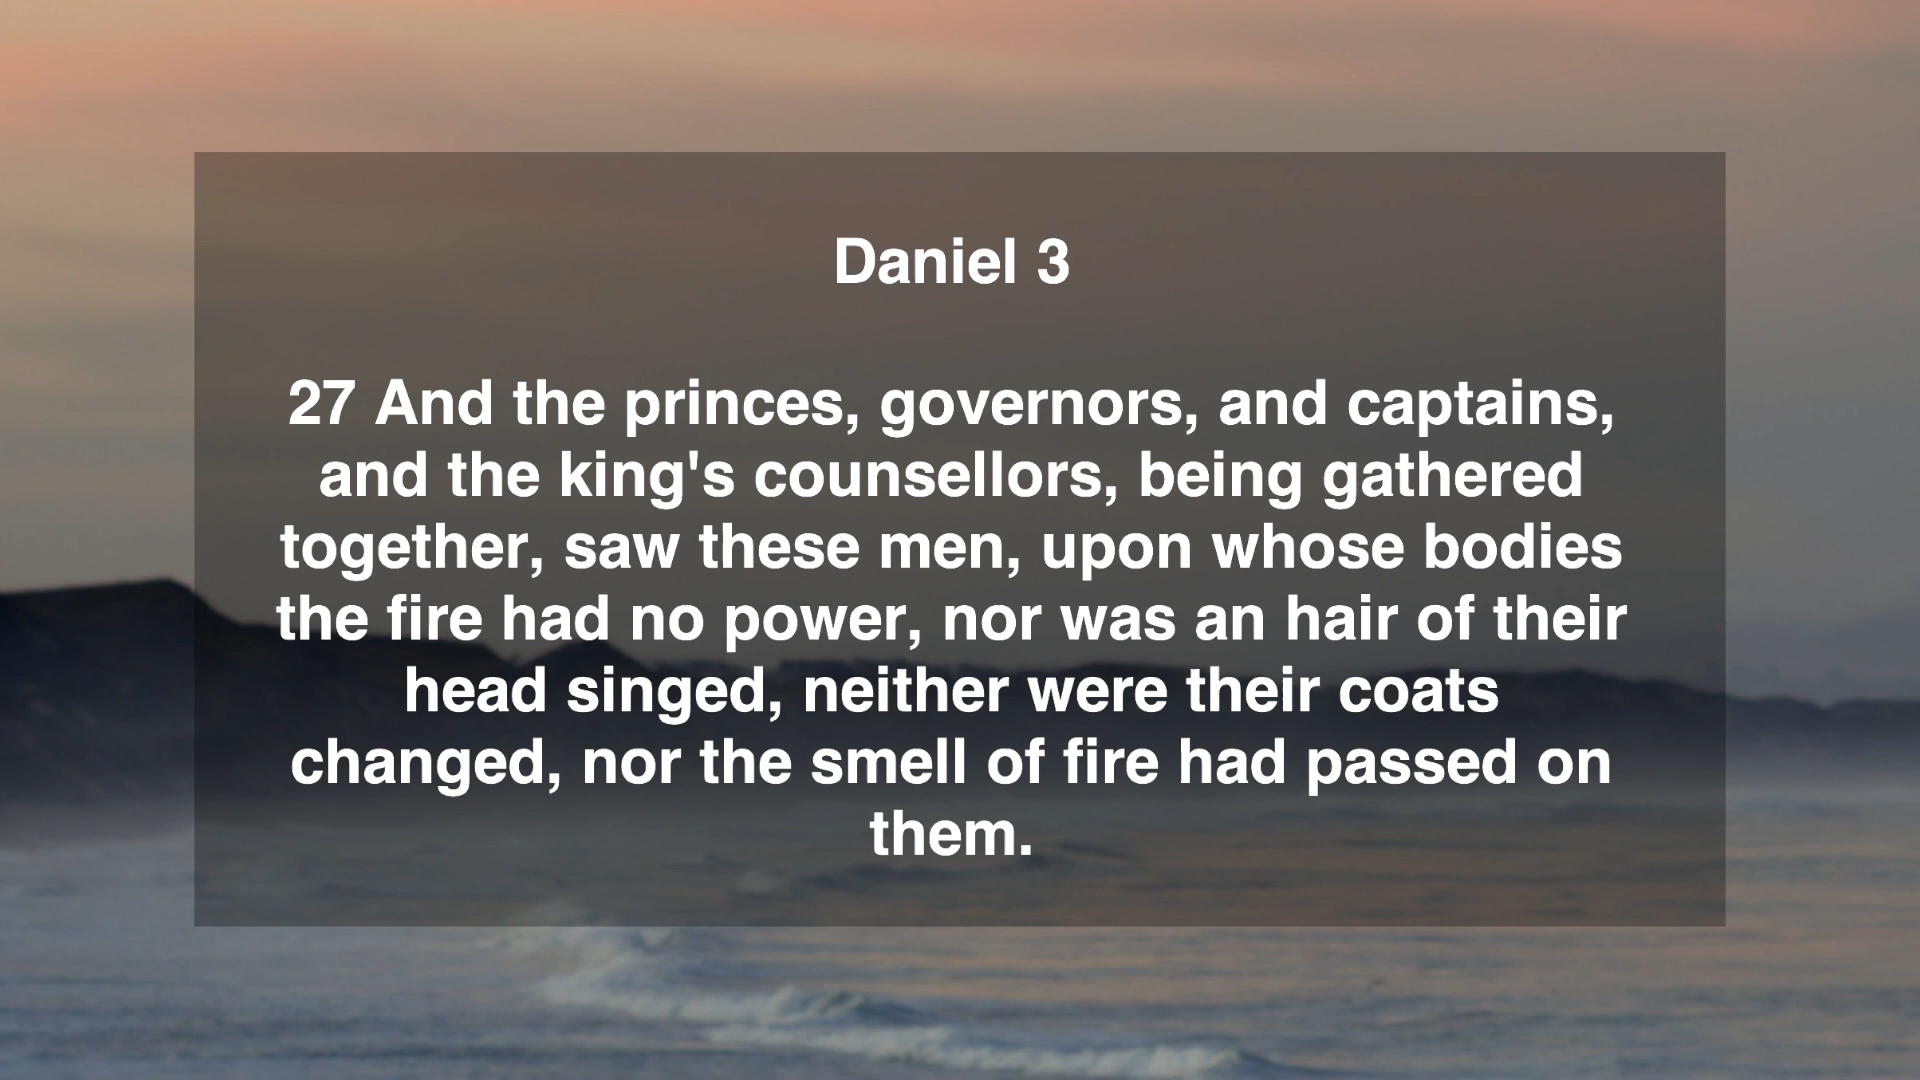 Daniel 3
27 And the princes, governors, and captains,
and the king's counsellors, being gathered
together, saw these men, upon whose bodies
the fire had no power, nor was an hair of their
head singed, neither were their coats
changed, nor the smell of fire had passed on
them.